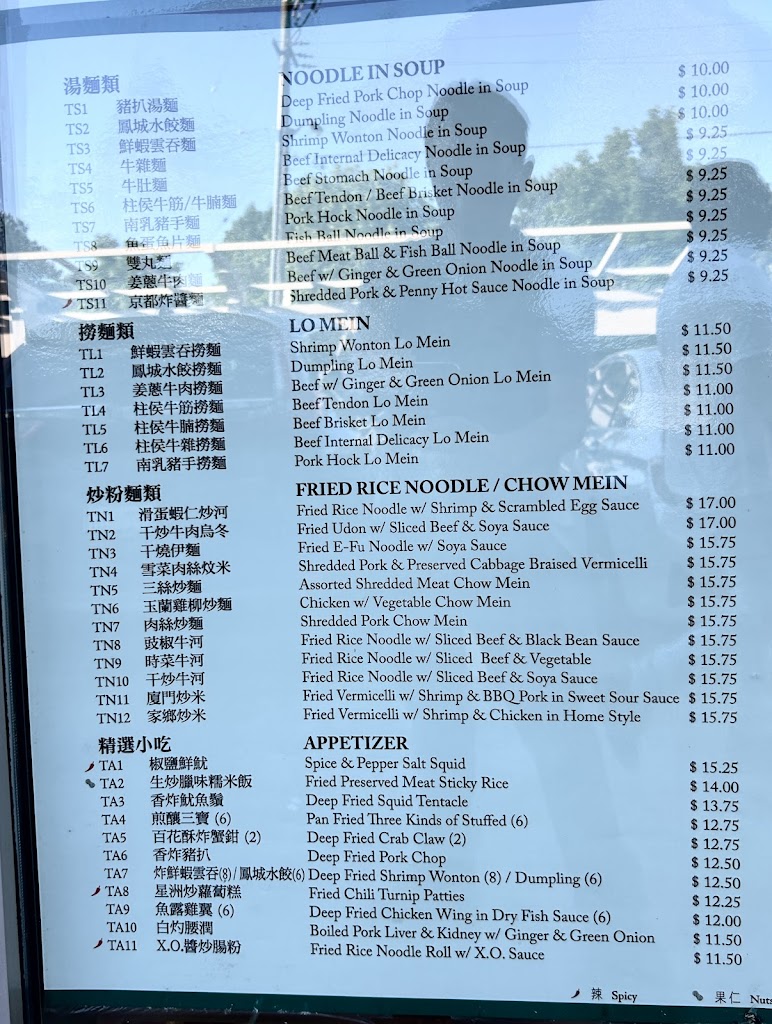 湯麵類 NOODLE IN SOUP
TS1 豬扒湯麵 Deep Fried Pork Chop Noodle in Soup $ 10.00
TS2 鳳城水餃麵 Dumpling Noodle in Soup $ 10.00
TS3 鮮蝦雲吞麵 Shrimp Wonton Noodle in Soup $ 10.00
TS4 牛雜麵 Beef Internal Delicacy Noodle in Soup $ 9.25
TS5 牛肚麵 Beef Stomach Noodle in Soup $ 9.25
TS6 柱侯牛筋/牛腩麵 Beef Tendon / Beef Brisket Noodle in Soup $ 9.25
TS7 南乳豬手麵 Pork Hock Noodle in Soup $ 9.25
TS8 魚蛋魚片麵 Fish Ball Noodle in Soup $ 9.25
TS9 雙丸麵 Beef Meat Ball & Fish Ball Noodle in Soup $ 9.25
TS10 姜蔥牛肉麵 Beef w/ Ginger & Green Onion Noodle in Soup $ 9.25
TS11 京都炸醬麵 Shredded Pork & Penny Hot Sauce Noodle in Soup $ 9.25
撈麵類 LO MEIN
TL1 鮮蝦雲吞撈麵 Shrimp Wonton Lo Mein $ 11.50
TL2 鳳城水餃撈麵 Dumpling Lo Mein $ 11.50
TL3 姜蔥牛肉撈麵 Beef w/ Ginger & Green Onion Lo Mein $ 11.50
TL4 柱侯牛筋撈麵 Beef Tendon Lo Mein $ 11.00
TL5 柱侯牛腩撈麵 Beef Brisket Lo Mein $ 11.00
TL6 柱侯牛雜撈麵 Beef Internal Delicacy Lo Mein $ 11.00
TL7 南乳豬手撈麵 Pork Hock Lo Mein $ 11.00
炒粉麵類 FRIED RICE NOODLE / CHOW MEIN
TN1 滑蛋蝦仁炒河 Fried Rice Noodle w/ Shrimp & Scrambled Egg Sauce $ 17.00
TN2 干炒牛肉烏冬 Fried Udon w/ Sliced Beef & Soya Sauce $ 17.00
TN3 干燒伊麵 Fried E-Fu Noodle w/ Soya Sauce $ 15.75
TN4 雪菜肉絲炆米 Shredded Pork & Preserved Cabbage Braised Vermicelli $ 15.75
TN5 三絲炒麵 Assorted Shredded Meat Chow Mein $ 15.75
TN6 玉蘭雞柳炒麵 Chicken w/ Vegetable Chow Mein $ 15.75
TN7 肉絲炒麵 Shredded Pork Chow Mein $ 15.75
TN8 豉椒牛河 Fried Rice Noodle w/ Sliced Beef & Black Bean Sauce $ 15.75
TN9 時菜牛河 Fried Rice Noodle w/ Sliced Beef & Vegetable $ 15.75
TN10 干炒牛河 Fried Rice Noodle w/ Sliced Beef & Soya Sauce $ 15.75
TN11 廈門炒米 Fried Vermicelli w/ Shrimp & BBQ Pork in Sweet Sour Sauce $ 15.75
TN12 家鄉炒米 Fried Vermicelli w/ Shrimp & Chicken in Home Style $ 15.75
精選小吃 APPETIZER
TA1 椒鹽鮮魷 Spice & Pepper Salt Squid $ 15.25
TA2 生炒臘味糯米飯 Fried Preserved Meat Sticky Rice $ 14.00
TA3 香炸魷魚鬚 Deep Fried Squid Tentacle $ 13.75
TA4 煎釀三寶 (6) Pan Fried Three Kinds of Stuffed (6) $ 12.75
TA5 百花酥炸蟹鉗 (2) Deep Fried Crab Claw (2) $ 12.75
TA6 香炸豬扒 Deep Fried Pork Chop $ 12.50
TA7 炸鮮蝦雲吞(8)/鳳城水餃(6) Deep Fried Shrimp Wonton (8) / Dumpling (6) $ 12.50
TA8 星洲炒蘿蔔糕 Fried Chili Turnip Patties $ 12.25
TA9 魚露雞翼 (6) Deep Fried Chicken Wing in Dry Fish Sauce (6) $ 12.00
TA10 白灼腰潤 Boiled Pork Liver & Kidney w/ Ginger & Green Onion $ 11.50
TA11 X.O.醬炒腸粉 Fried Rice Noodle Roll w/ X.O. Sauce $ 11.50
辣 Spicy 果仁 Nuts